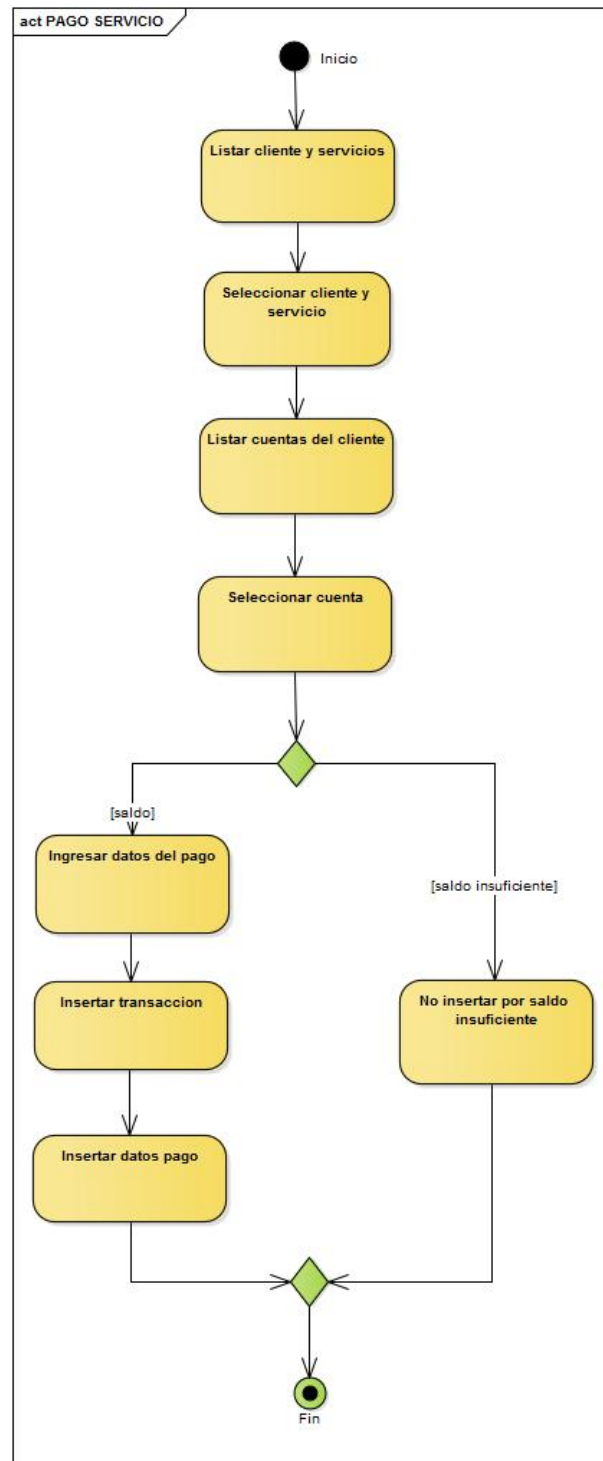 act PAGO SERVICIO
Inicio
Listar cliente y servicios
Seleccionar cliente y
servicio
Listar cuentas del cliente
Seleccionar cuenta
[saldo]
Ingresar datos del pago
[saldo insuficiente]
Insertar transaccion
No insertar por saldo
insuficiente
Insertar datos pago
Fin